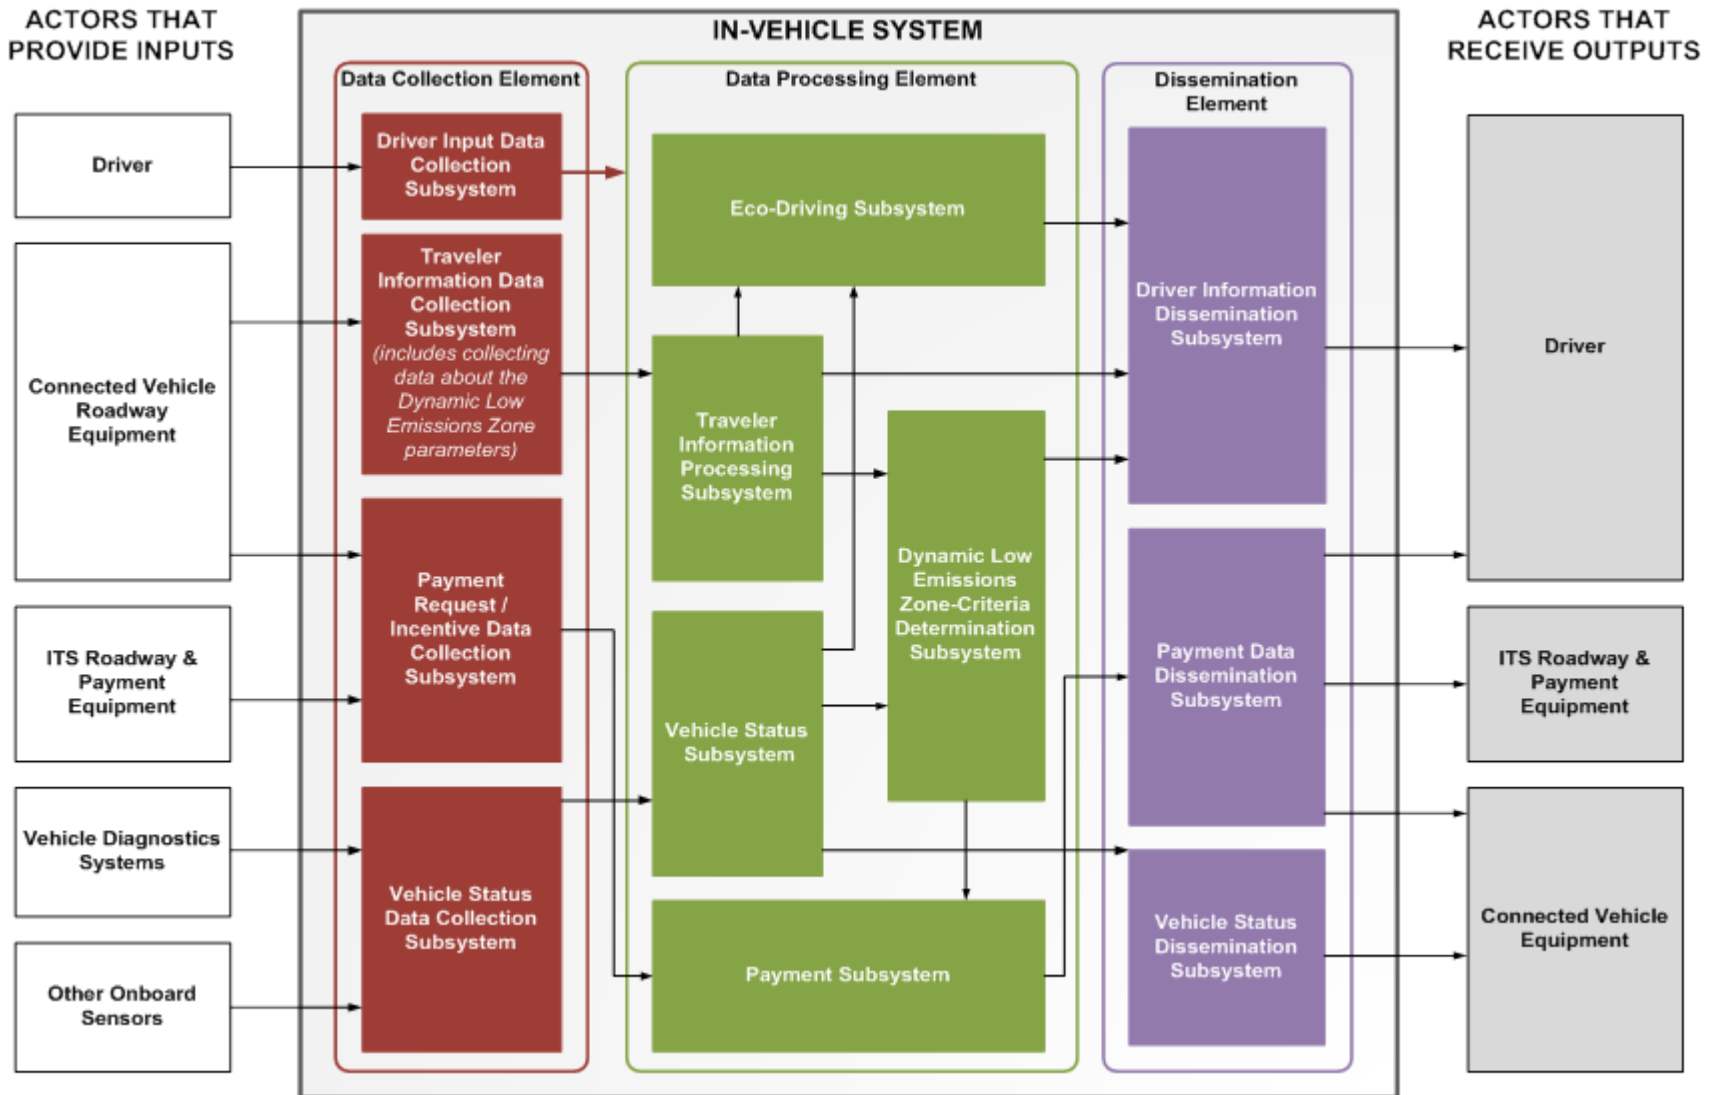 ACTORS THAT
PROVIDE INPUTS
IN-VEHICLE SYSTEM
ACTORS THAT
RECEIVE OUTPUTS
Data Collection Element
Data Processing Element
Dissemination
Element
Driver
Connected Vehicle
Roadway
Equipment
ITS Roadway &
Payment
Equipment
Vehicle Diagnostics
Systems
Other Onboard
Sensors
Driver Input Data
Collection
Subsystem
Traveler
Information Data
Collection
Subsystem
(includes collecting
data about the
Dynamic Low
Emissions Zone
parameters)
Payment
Request /
Incentive Data
Collection
Subsystem
Vehicle Status
Data Collection
Subsystem
Eco-Driving Subsystem
Traveler
Information
Processing
Subsystem
Dynamic Low
Emissions
Zone-Criteria
Determination
Subsystem
Vehicle Status
Subsystem
Payment Subsystem
Driver Information
Dissemination
Subsystem
Payment Data
Dissemination
Subsystem
Vehicle Status
Dissemination
Subsystem
Driver
ITS Roadway &
Payment
Equipment
Connected Vehicle
Equipment